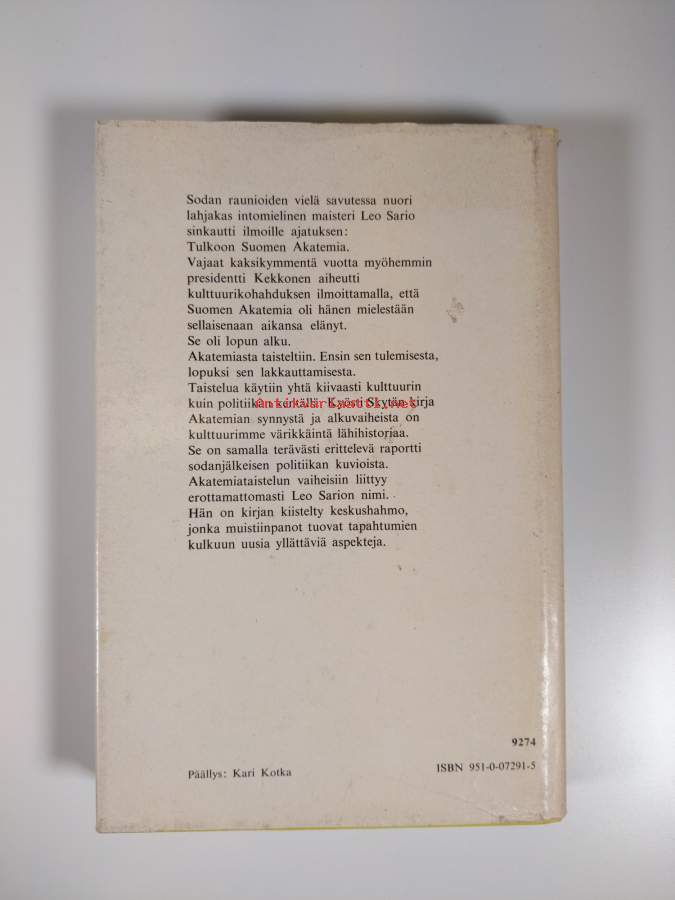 Sodan raunioiden vielä savutessa nuori
lahjakas intomielinen maisteri Leo Sario
sinkautti ilmoille ajatuksen:
Tulkoon Suomen Akatemia.
Vajaat kaksikymmentä vuotta myöhemmin
presidentti Kekkonen aiheutti
kulttuurikohahduksen ilmoittamalla, että
Suomen Akatemia oli hänen mielestään
sellaisenaan aikansa elänyt.
Se oli lopun alku.
Akatemiasta taisteltiin. Ensin sen tulemisesta,
lopuksi sen lakkauttamisesta.
Taistelua käytiin yhtä kiivaasti kulttuurin
kuin politiikan kentällä. Kyösti Skytän kirja
Antikvariaatti.net
Akatemian synnystä ja alkuvaiheista on
kulttuurimme värikkäintä lähihistoriaa.
Se on samalla terävästi erittelevä raportti
sodanjälkeisen politiikan kuvioista.
Akatemiataistelun vaiheisiin liittyy
erottamattomasti Leo Sarion nimi.
Hän on kirjan kiistelty keskushahmo,
jonka muistiinpanot tuovat tapahtumien
kulkuun uusia yllättäviä aspekteja.
9274
Päällys: Kari Kotka
ISBN 951-0-07291-5